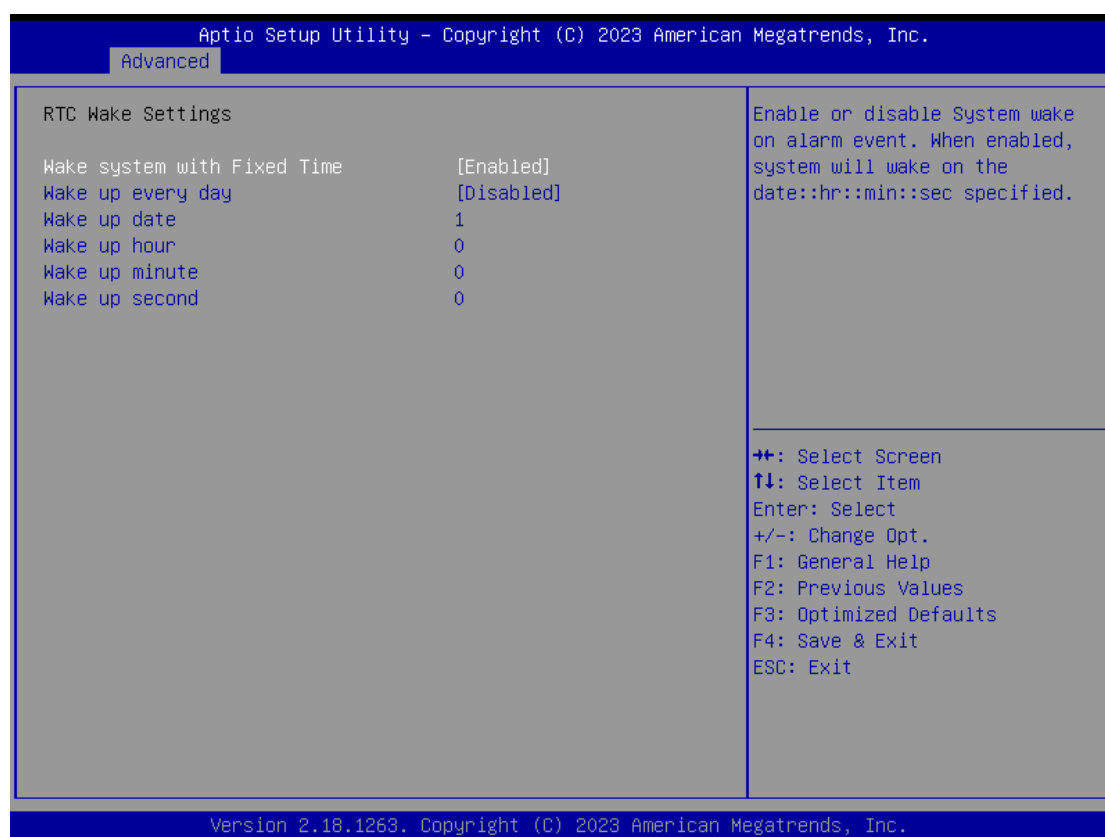 Aptio Setup Utility – Copyright (C) 2023 American Megatrends, Inc.
Advanced
RTC Wake Settings
Wake system with Fixed Time [Enabled]
Wake up every day [Disabled]
Wake up date 1
Wake up hour 0
Wake up minute 0
Wake up second 0
Enable or disable System wake
on alarm event. When enabled,
system will wake on the
date::hr::min::sec specified.
→←: Select Screen
↑↓: Select Item
Enter: Select
+/-: Change Opt.
F1: General Help
F2: Previous Values
F3: Optimized Defaults
F4: Save & Exit
ESC: Exit
Version 2.18.1263. Copyright (C) 2023 American Megatrends, Inc.